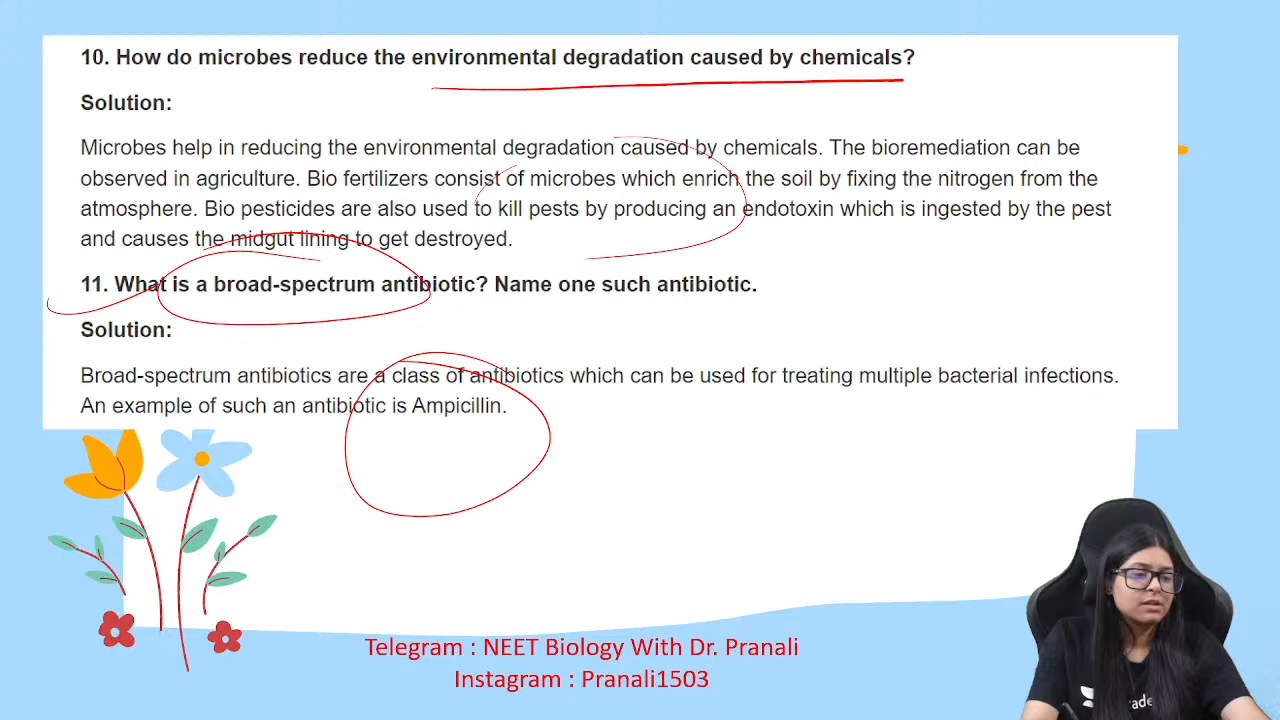 10. How do microbes reduce the environmental degradation caused by chemicals?
Solution:
Microbes help in reducing the environmental degradation caused by chemicals. The bioremediation can be
observed in agriculture. Bio fertilizers consist of microbes which enrich the soil by fixing the nitrogen from the
atmosphere. Bio pesticides are also used to kill pests by producing an endotoxin which is ingested by the pest
and causes the midgut lining to get destroyed.
11. What is a broad-spectrum antibiotic? Name one such antibiotic.
Solution:
Broad-spectrum antibiotics are a class of antibiotics which can be used for treating multiple bacterial infections.
An example of such an antibiotic is Ampicillin.
Telegram : NEET Biology With Dr. Pranali
Instagram : Pranali1503